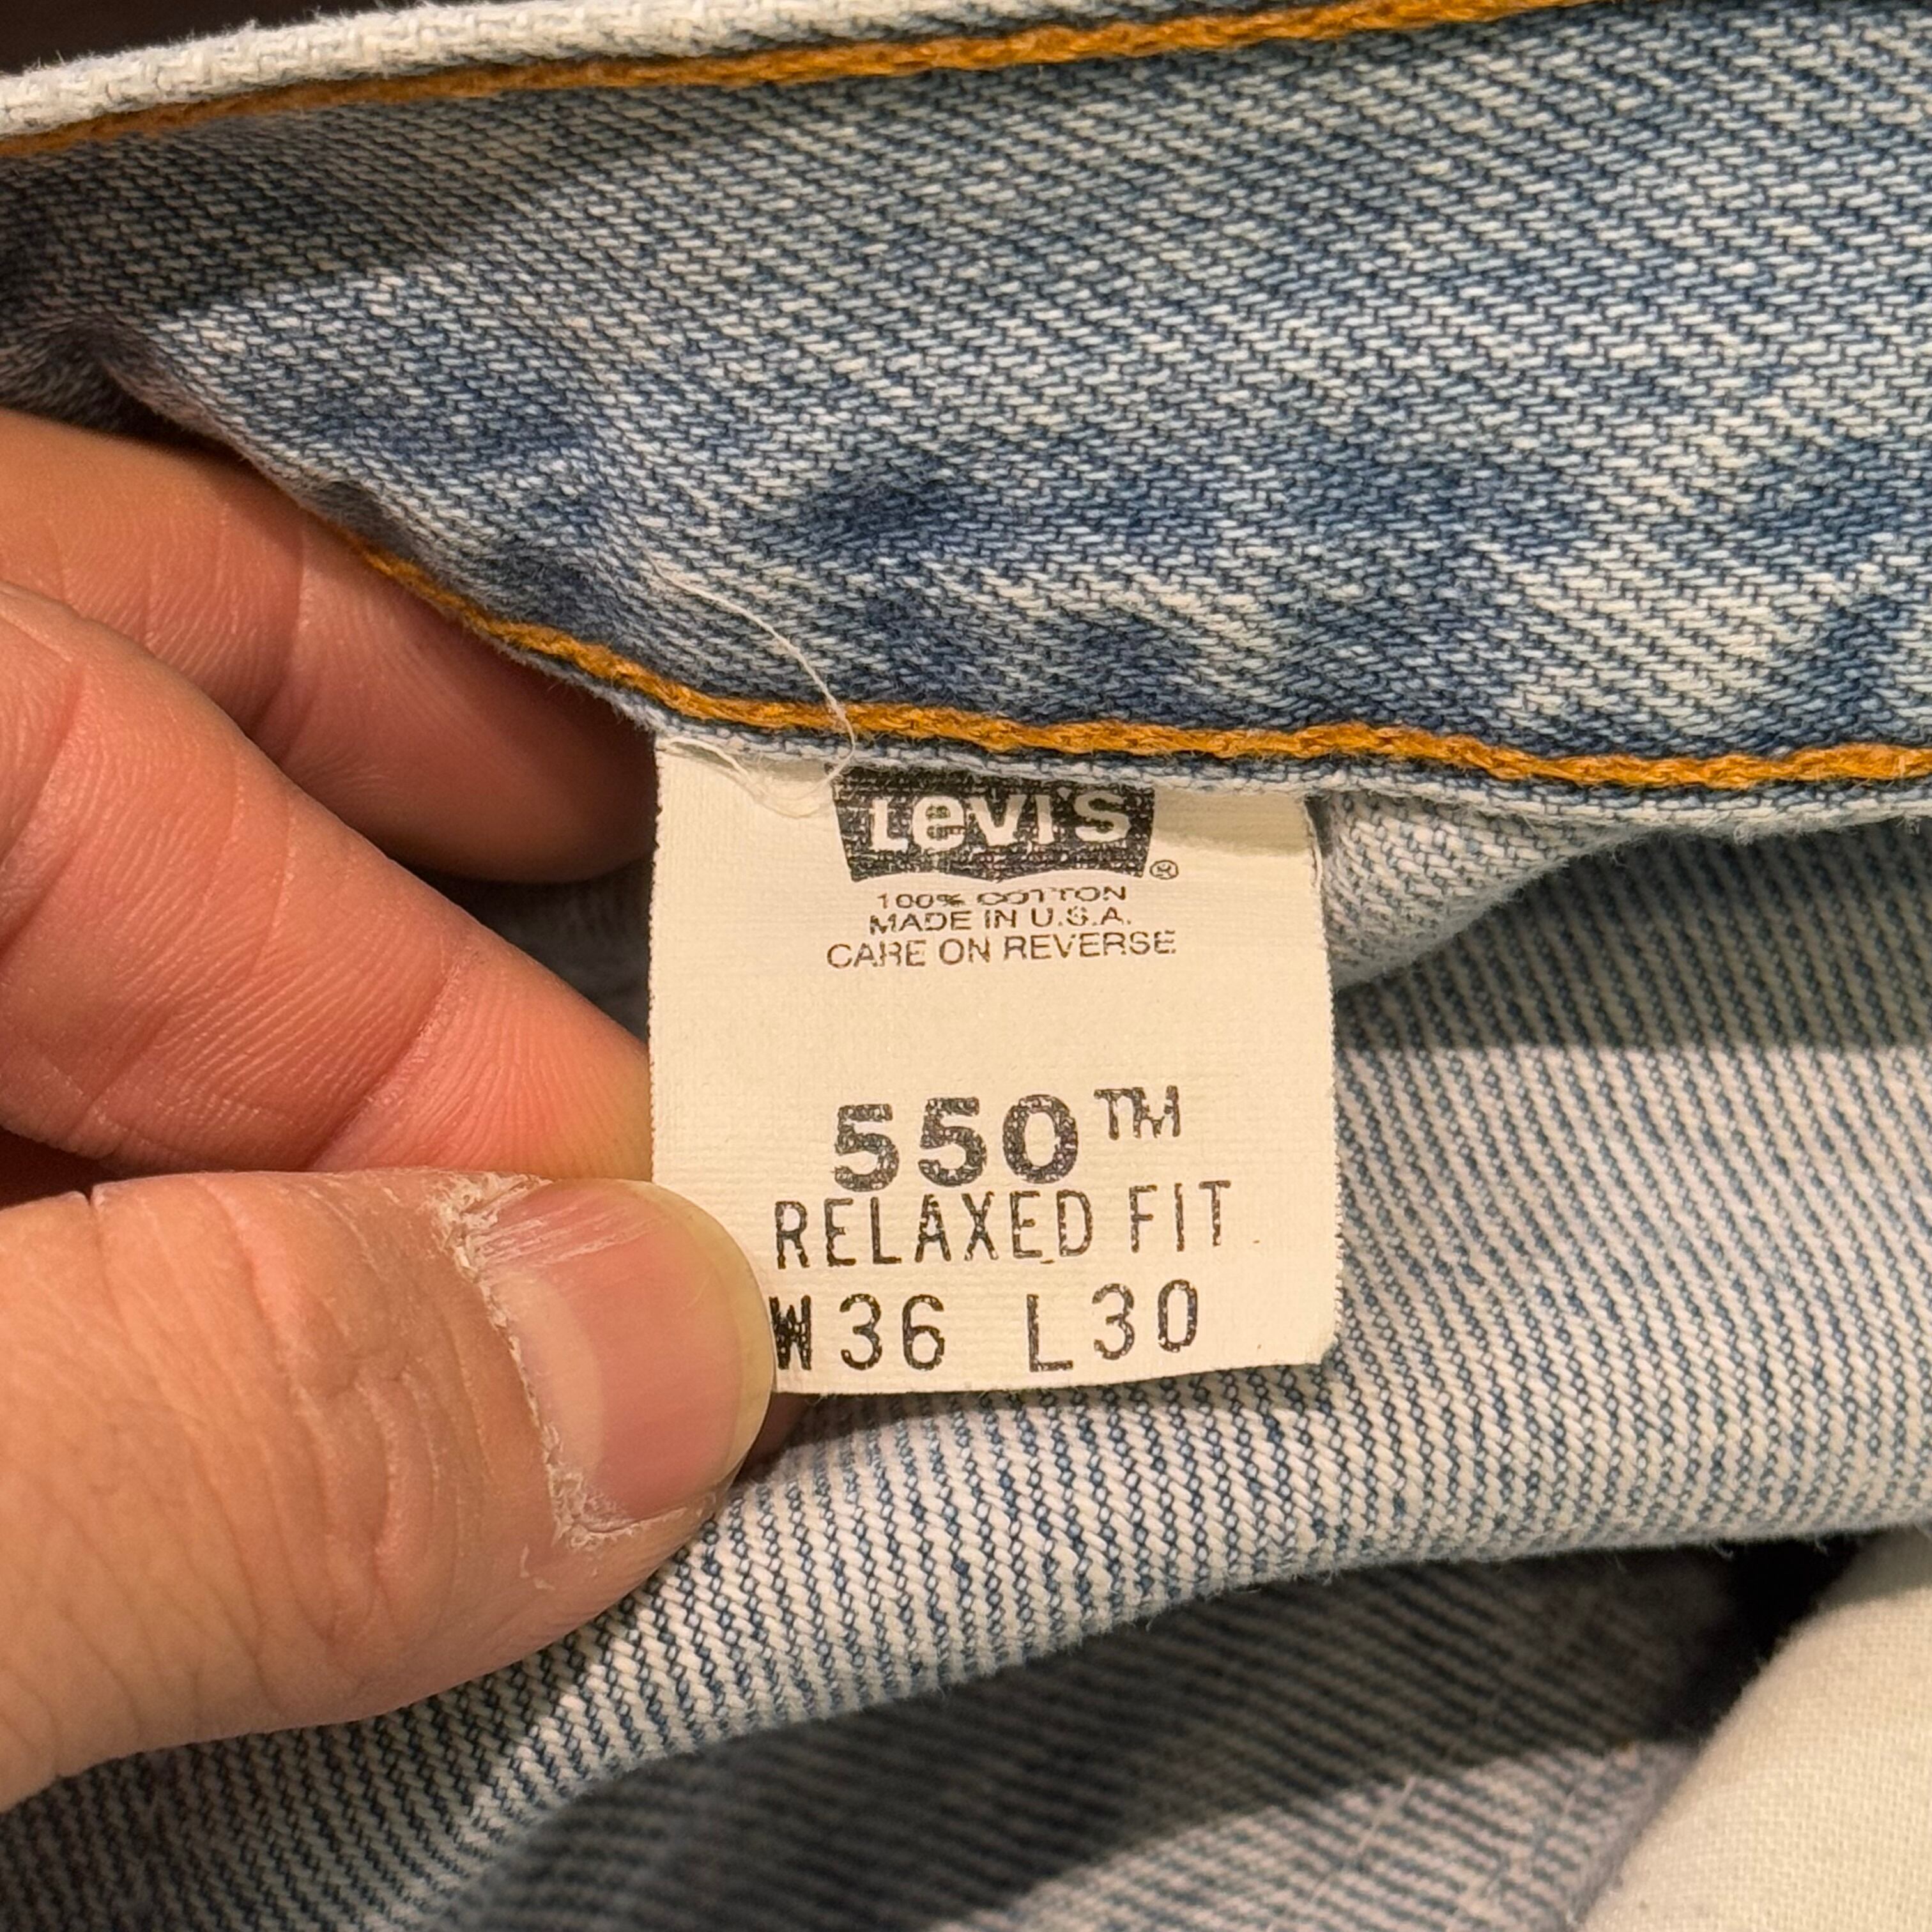 Levi's®
100% COTTON
MADE IN U.S.A.
CARE ON REVERSE
550™
RELAXED FIT
W36 L30